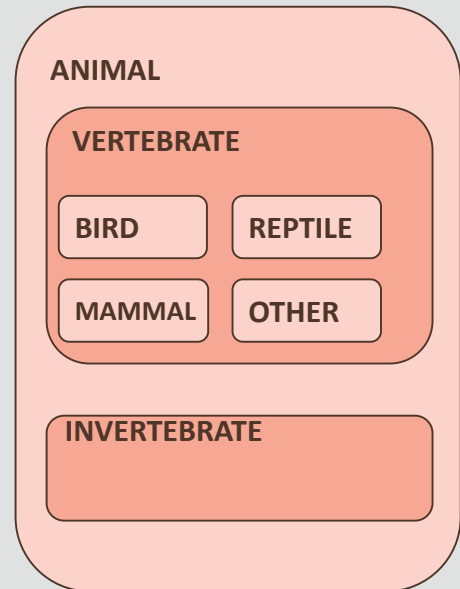 ANIMAL
VERTEBRATE
BIRD REPTILE
MAMMAL OTHER
INVERTEBRATE